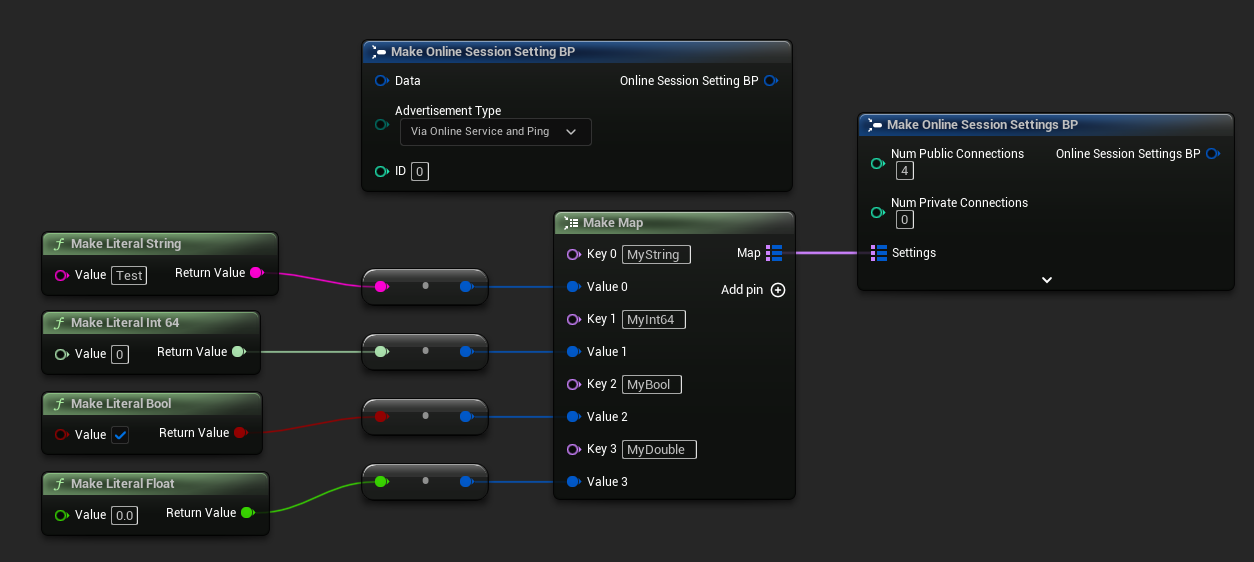 Make Online Session Setting BP
Data
Online Session Setting BP
Advertisement Type
Via Online Service and Ping
ID 0
Make Online Session Settings BP
Num Public Connections
4
Online Session Settings BP
Num Private Connections
0
Settings
Make Map
Key 0 MyString
Map
Value 0
Add pin
Key 1 MyInt64
Value 1
Key 2 MyBool
Value 2
Key 3 MyDouble
Value 3
f Make Literal String
Value Test
Return Value
f Make Literal Int 64
Value 0
Return Value
f Make Literal Bool
Value
Return Value
f Make Literal Float
Value 0.0
Return Value